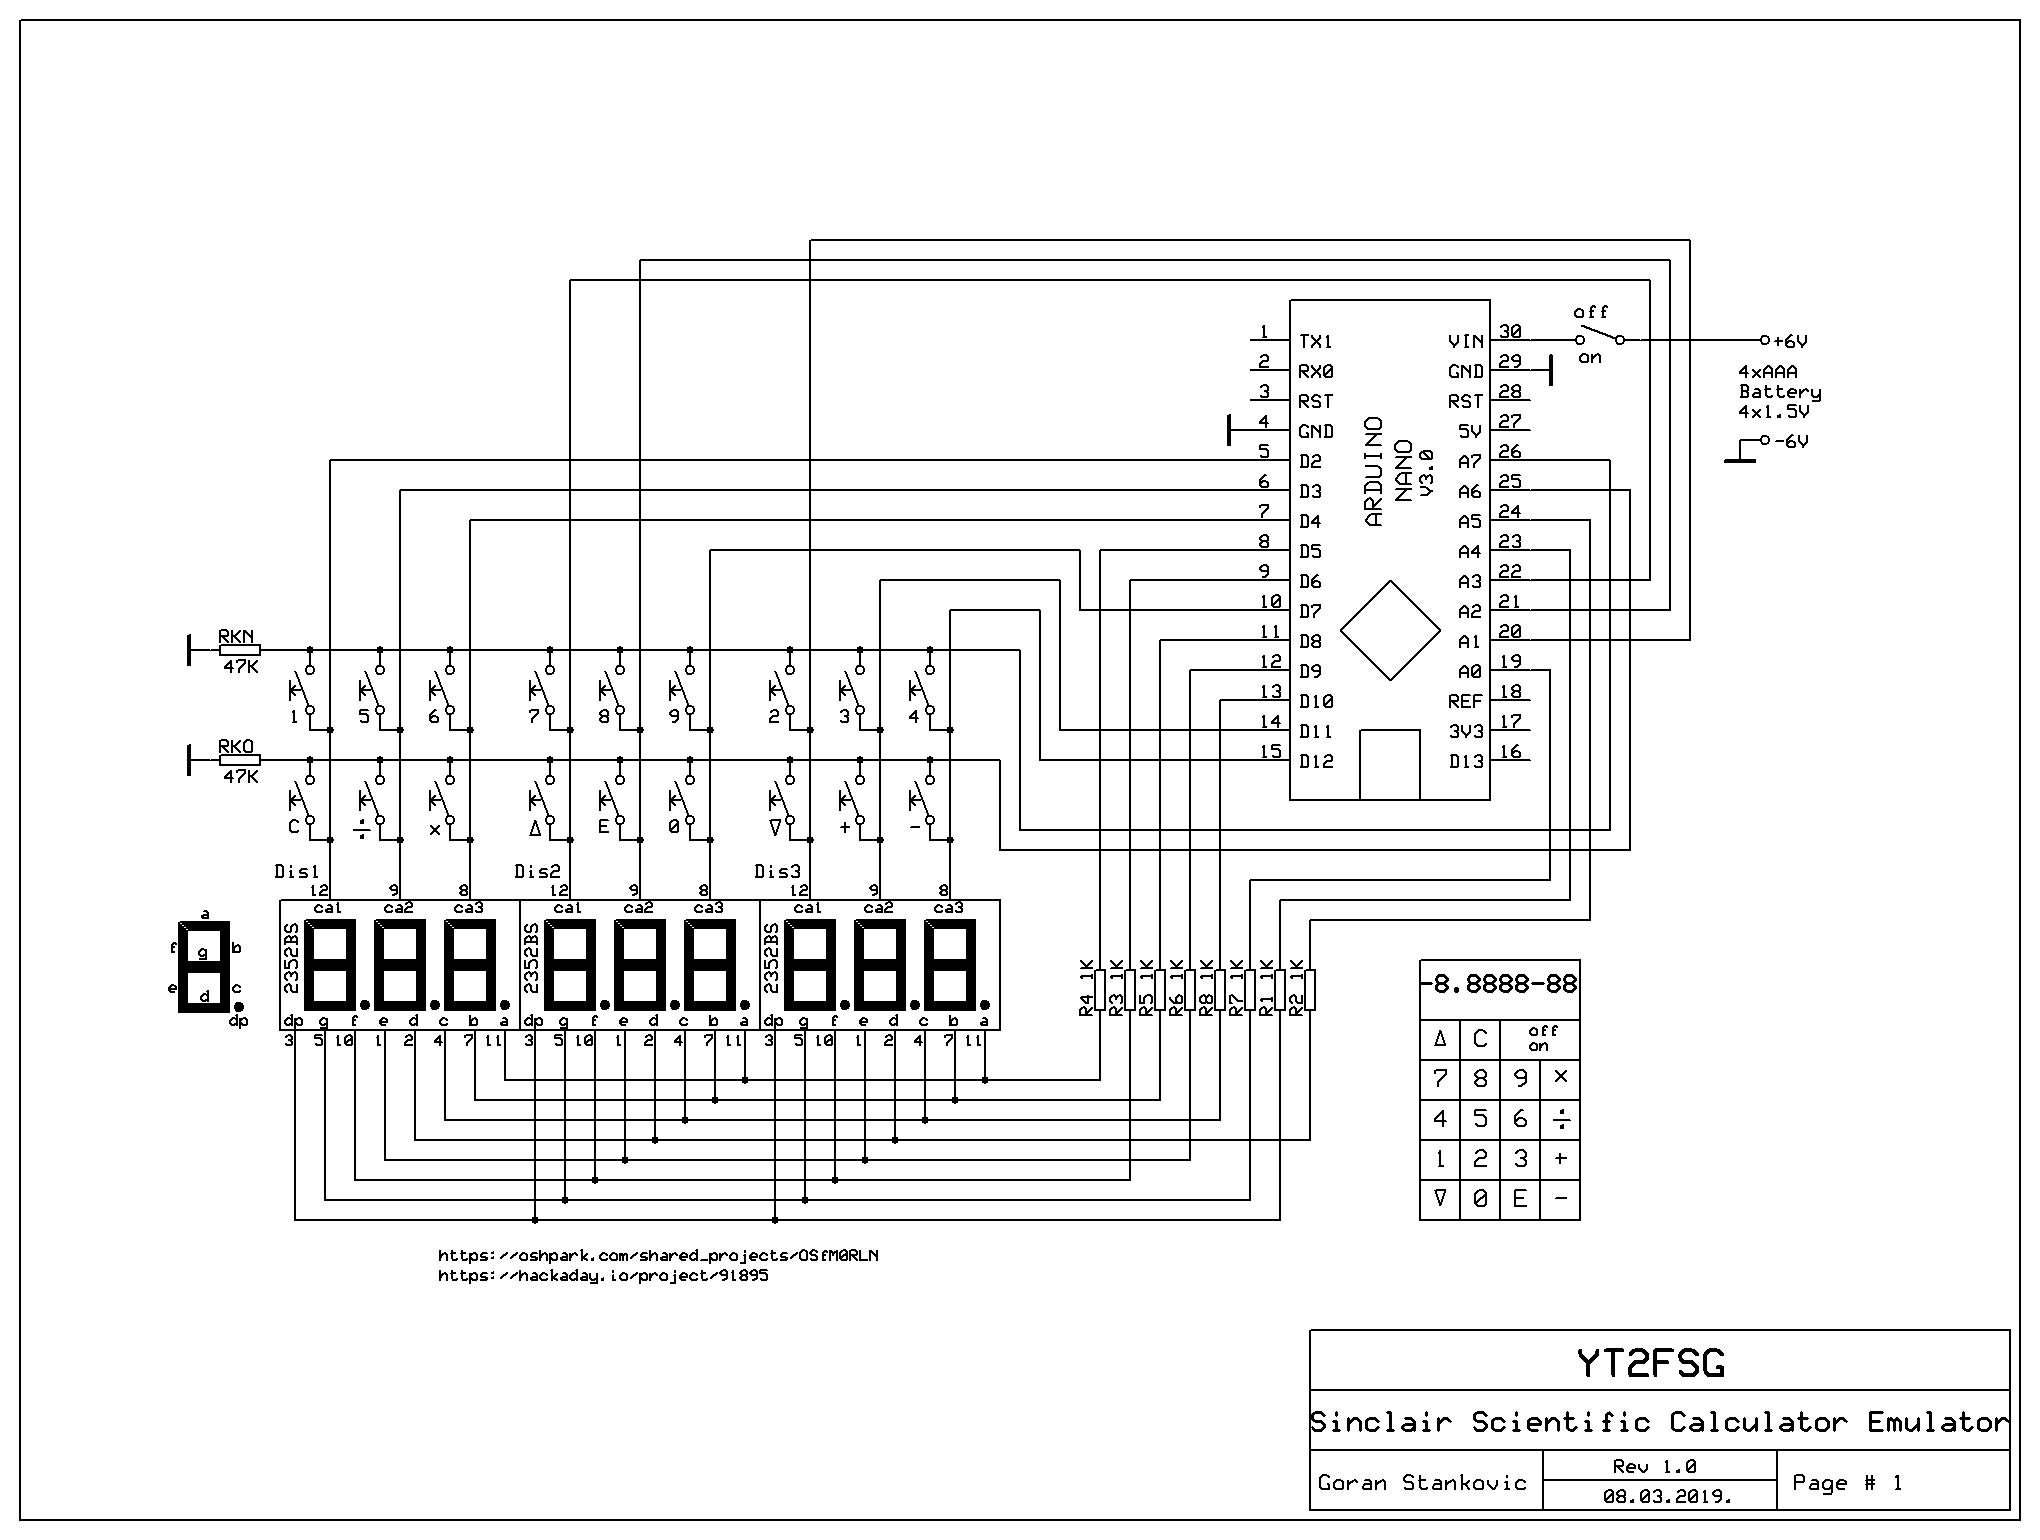 off
1 TX1 VIN 30 +6V
on
2 RX0 GND 29
4xAAA
3 RST RST 28
Battery
4x1.5V
4 GND 5V 27
-6V
5 D2 A7 26
6 D3 A6 25
7 D4 A5 24
8 D5 A4 23
9 D6 A3 22
10 D7 A2 21
11 D8 A1 20
12 D9 A0 19
13 D10 REF 18
14 D11 3V3 17
15 D12 D13 16
ARDUINO
NANO
V3.0
RKN
47K
1 5 6 7 8 9 2 3 4
RKO
47K
C ÷ x Δ E 0 ∇ + -
Dis1 Dis2 Dis3
12 9 8 12 9 8 12 9 8
ca1 ca2 ca3 ca1 ca2 ca3 ca1 ca2 ca3
2352BS 2352BS 2352BS
a
f g b
e d c
dp
dp g f e d c b a dp g f e d c b a dp g f e d c b a
3 5 10 1 2 4 7 11 3 5 10 1 2 4 7 11 3 5 10 1 2 4 7 11
R4 1K
R3 1K
R5 1K
R6 1K
R8 1K
R7 1K
R1 1K
R2 1K
-8.8888-88
Δ C off
on
7 8 9 ×
4 5 6 ÷
1 2 3 +
∇ 0 E -
https://oshpark.com/shared_projects/OSfM0RLN
https://hackaday.io/project/91895
YT2FSG
Sinclair Scientific Calculator Emulator
Goran Stankovic
Rev 1.0
08.03.2019.
Page # 1